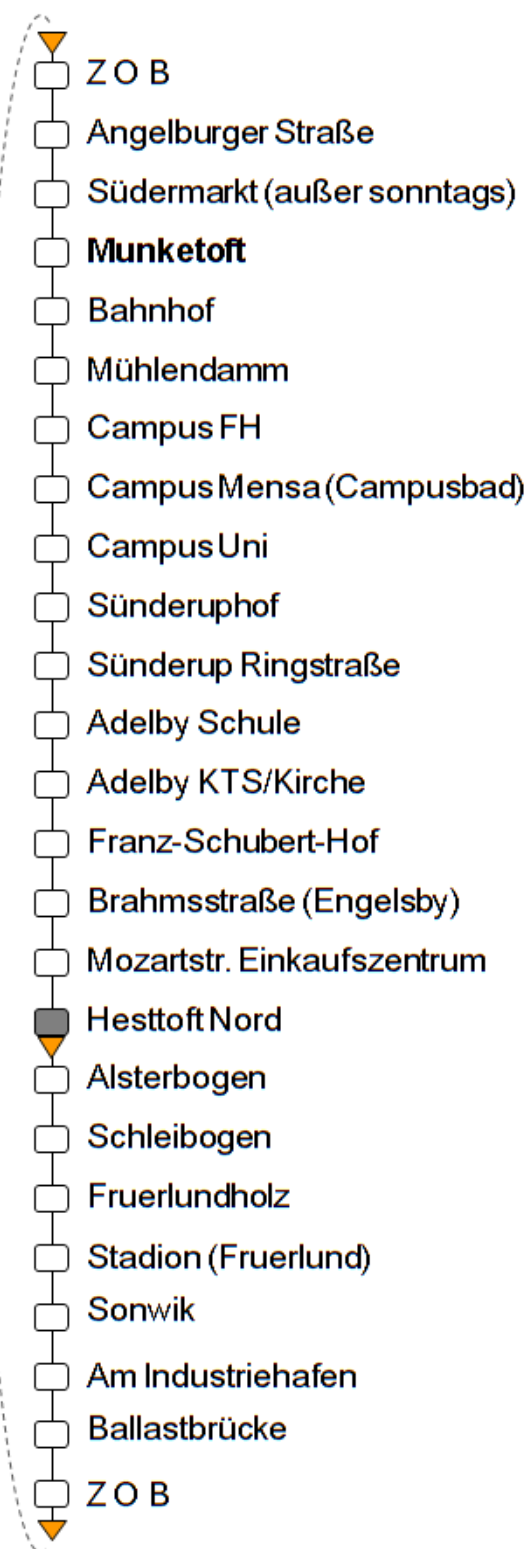 Z O B
Angelburger Straße
Südermarkt (außer sonntags)
Munketoft
Bahnhof
Mühlendamm
Campus FH
Campus Mensa (Campusbad)
Campus Uni
Sünderuphof
Sünderup Ringstraße
Adelby Schule
Adelby KTS/Kirche
Franz-Schubert-Hof
Brahmsstraße (Engelsby)
Mozartstr. Einkaufszentrum
Hesttoft Nord
Alsterbogen
Schleibogen
Fruerlundholz
Stadion (Fruerlund)
Sonwik
Am Industriehafen
Ballastbrücke
Z O B